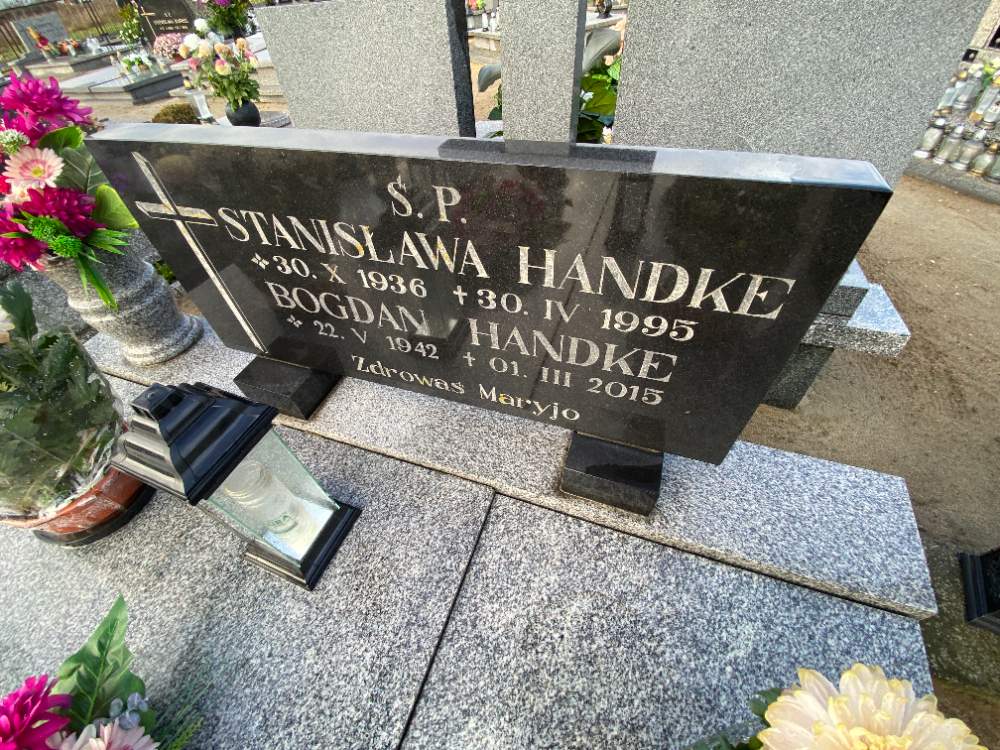 Ś. P.
STANISŁAWA HANDKE
* 30. X 1936 + 30. IV 1995
BOGDAN HANDKE
* 22. V 1942 + 01. III 2015
Zdrowaś Maryjo